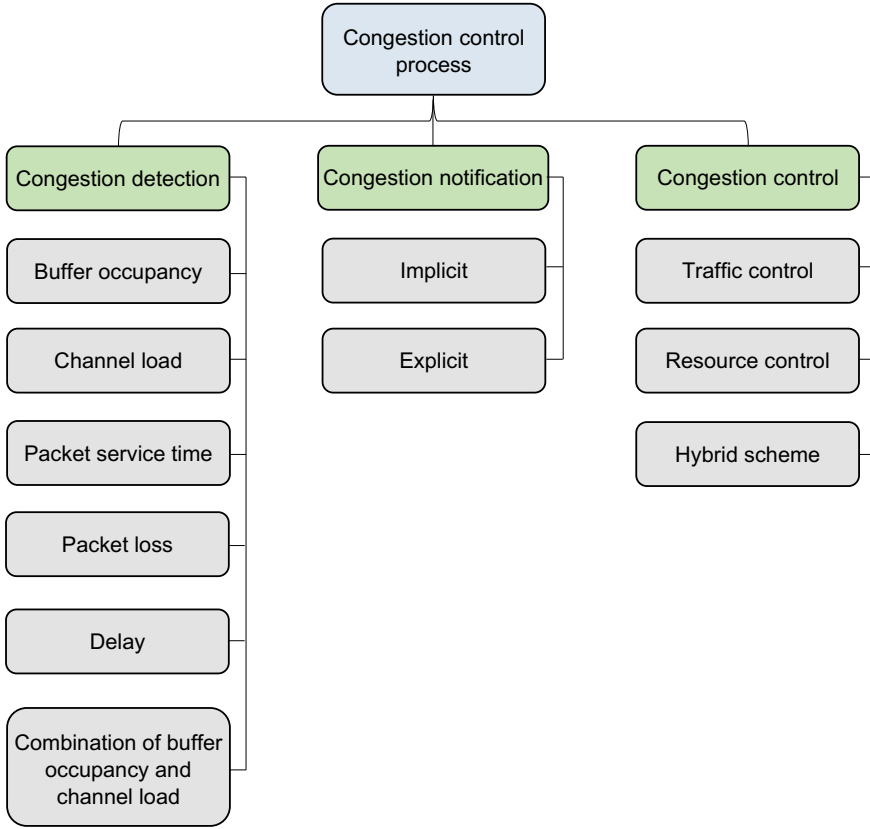 Congestion control
process
Congestion detection
Buffer occupancy
Channel load
Packet service time
Packet loss
Delay
Combination of buffer
occupancy and
channel load
Congestion notification
Implicit
Explicit
Congestion control
Traffic control
Resource control
Hybrid scheme